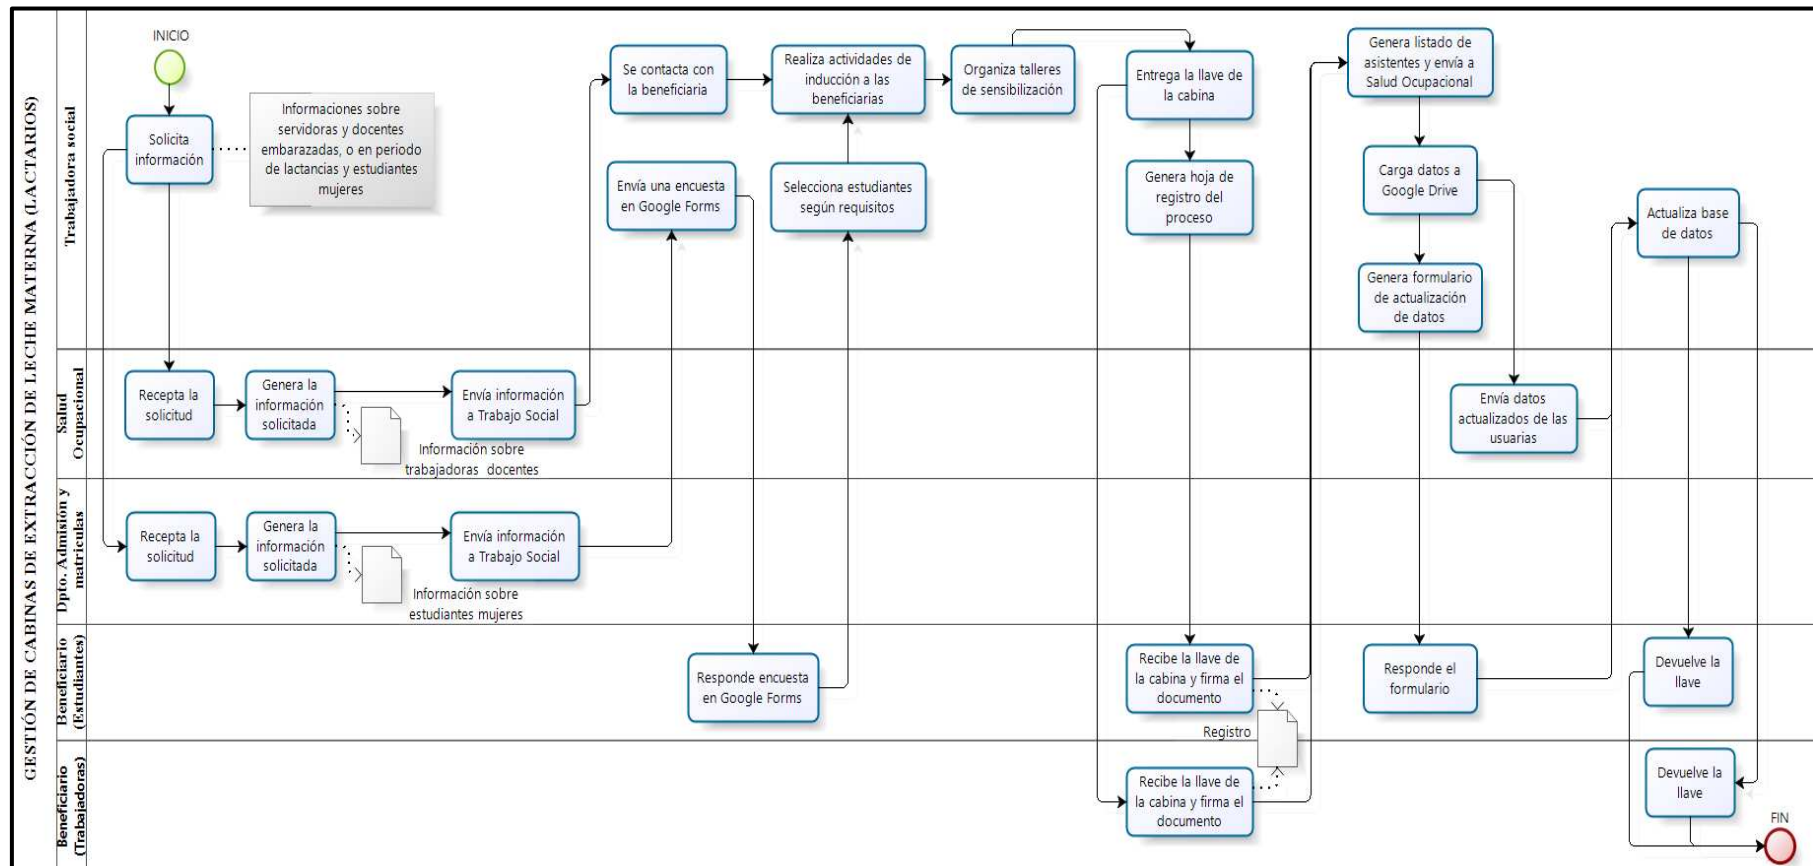 GESTIÓN DE CABINAS DE EXTRACCIÓN DE LECHE MATERNA (LACTARIOS)
Trabajadora social
INICIO
Solicita
información
Informaciones sobre
servidoras y docentes
embarazadas, o en periodo
de lactancias y estudiantes
mujeres
Se contacta con
la beneficiaria
Realiza actividades de
inducción a las
beneficiarias
Organiza talleres
de sensibilización
Entrega la llave de
la cabina
Genera listado de
asistentes y envía a
Salud Ocupacional
Envía una encuesta
en Google Forms
Selecciona estudiantes
según requisitos
Genera hoja de
registro del
proceso
Carga datos a
Google Drive
Actualiza base
de datos
Genera formulario
de actualización
de datos
Salud
Ocupacional
Recepta la
solicitud
Genera la
información
solicitada
Envía información
a Trabajo Social
Información sobre
trabajadoras docentes
Envía datos
actualizados de las
usuarias
Dpto. Admisión y
matriculas
Recepta la
solicitud
Genera la
información
solicitada
Envía información
a Trabajo Social
Información sobre
estudiantes mujeres
Beneficiario
(Estudiantes)
Responde encuesta
en Google Forms
Recibe la llave de
la cabina y firma el
documento
Registro
Responde el
formulario
Devuelve la
llave
Beneficiario
(Trabajadoras)
Recibe la llave de
la cabina y firma el
documento
Devuelve la
llave
FIN